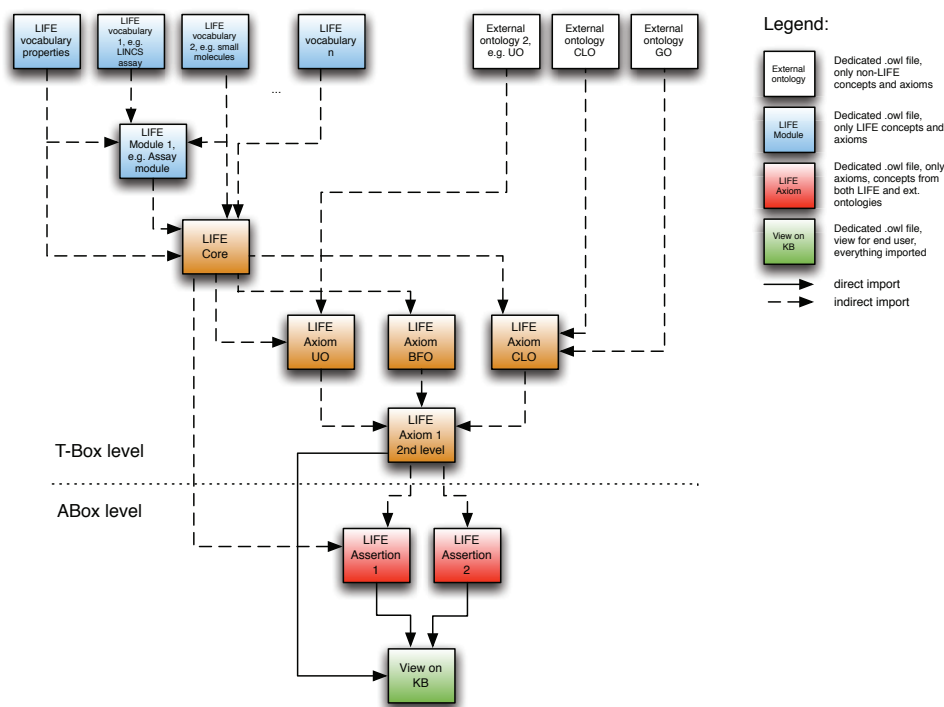 LIFE
vocabulary
properties
LIFE
vocabulary
1, e.g. LINCS
assay
LIFE
vocabulary
2, e.g. small
molecules
LIFE
vocabulary
n
...
External
ontology 2,
e.g. UO
External
ontology
CLO
External
ontology
GO
LIFE
Module 1,
e.g. Assay
module
LIFE
Core
LIFE
Axiom
UO
LIFE
Axiom
BFO
LIFE
Axiom
CLO
LIFE
Axiom 1
2nd level
T-Box level
ABox level
LIFE
Assertion
1
LIFE
Assertion
2
View on
KB
Legend:
External
ontology
Dedicated .owl file,
only non-LIFE
concepts and axioms
LIFE
Module
Dedicated .owl file,
only LIFE concepts and
axioms
LIFE
Axiom
Dedicated .owl file, only
axioms, concepts from
both LIFE and ext.
ontologies
View on
KB
Dedicated .owl file,
view for end user,
everything imported
direct import
indirect import